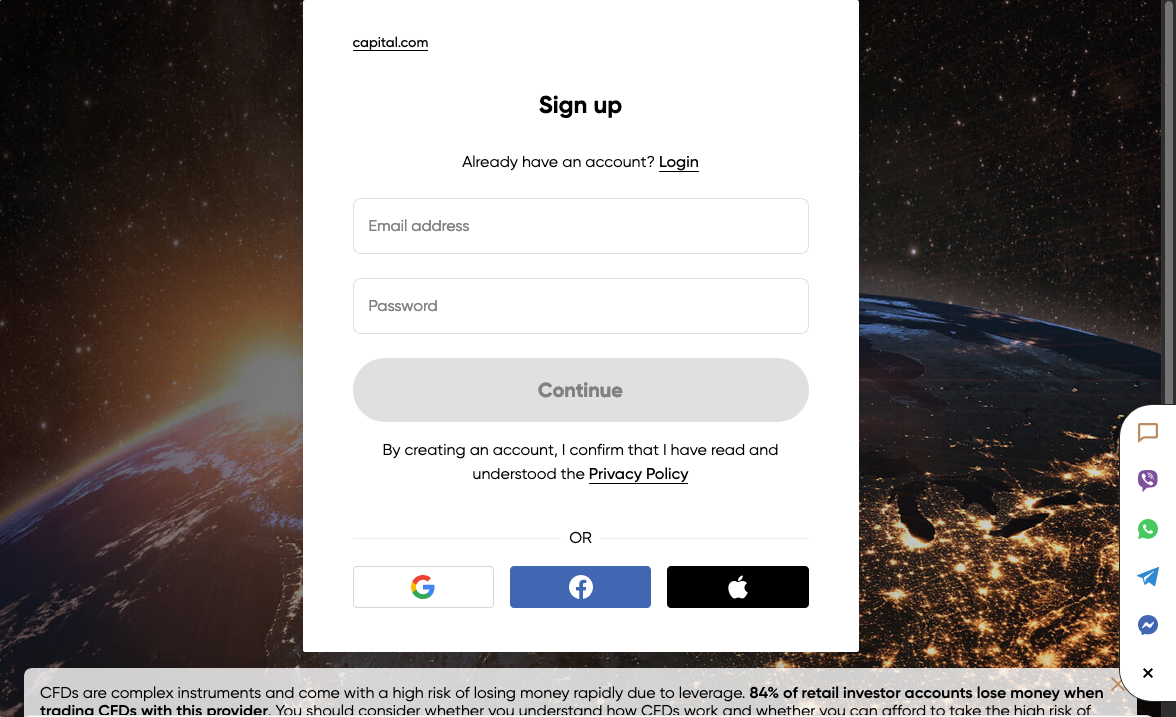 capital.com
Sign up
Already have an account? Login
Email address
Password
Continue
By creating an account, I confirm that I have read and
understood the Privacy Policy
OR
CFDs are complex instruments and come with a high risk of losing money rapidly due to leverage. 84% of retail investor accounts lose money when
trading CFDs with this provider. You should consider whether you understand how CFDs work and whether you can afford to take the high risk of